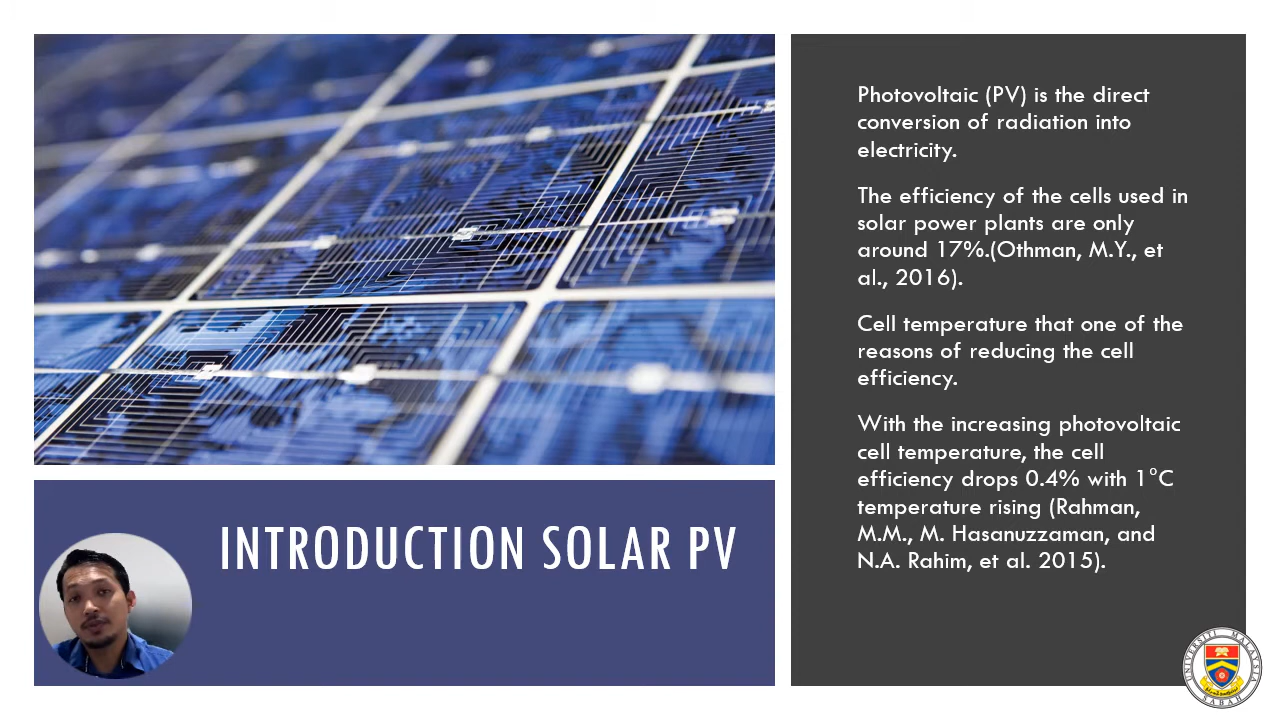 Photovoltaic (PV) is the direct
conversion of radiation into
electricity.
The efficiency of the cells used in
solar power plants are only
around 17%.(Othman, M.Y., et
al., 2016).
Cell temperature that one of the
reasons of reducing the cell
efficiency.
With the increasing photovoltaic
cell temperature, the cell
efficiency drops 0.4% with 1°C
temperature rising (Rahman,
M.M., M. Hasanuzzaman, and
N.A. Rahim, et al. 2015).
INTRODUCTION SOLAR PV
UNIVERSITI MALAYSIA
SABAH